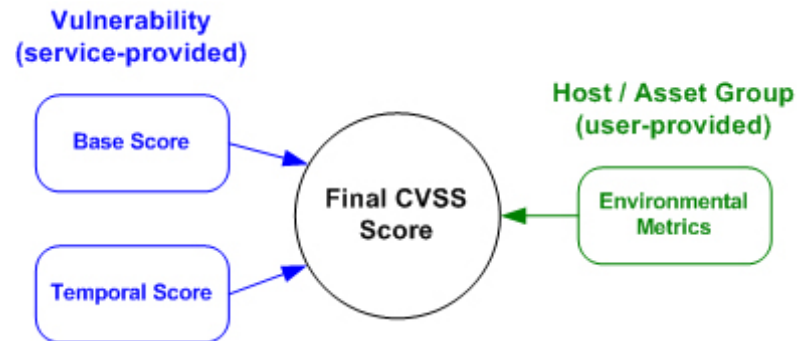 Vulnerability
(service-provided)
Base Score
Temporal Score
Final CVSS
Score
Host / Asset Group
(user-provided)
Environmental
Metrics